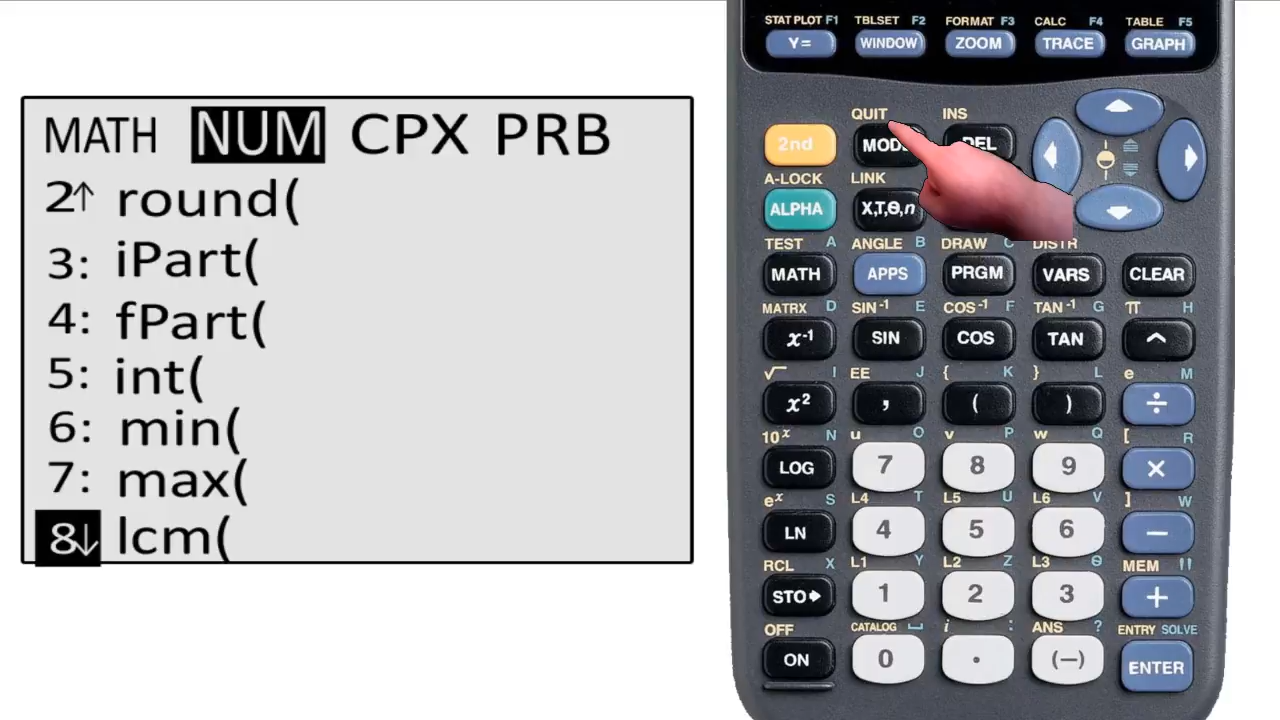 MATH NUM CPX PRB
2↑ round(
3: iPart(
4: fPart(
5: int(
6: min(
7: max(
8↓ lcm(
STAT PLOT F1 TBLSET F2 FORMAT F3 CALC F4 TABLE F5
Y= WINDOW ZOOM TRACE GRAPH
QUIT INS
2nd MODE DEL
A-LOCK LINK
ALPHA X,T,Θ,n
TEST A ANGLE B DRAW C DISTR
MATH APPS PRGM VARS CLEAR
MATRX D SIN⁻¹ E COS⁻¹ F TAN⁻¹ G π H
x⁻¹ SIN COS TAN ^
√ I EE J { K } L e M
x² , ( ) ÷
10ˣ N u O v P w Q [ R
LOG 7 8 9 ×
eˣ S L4 T L5 U L6 V ] W
LN 4 5 6 −
RCL X L1 Y L2 Z L3 Θ MEM "
STO▸ 1 2 3 +
OFF CATALOG ⎵ i : ANS ? ENTRY SOLVE
ON 0 . (−) ENTER